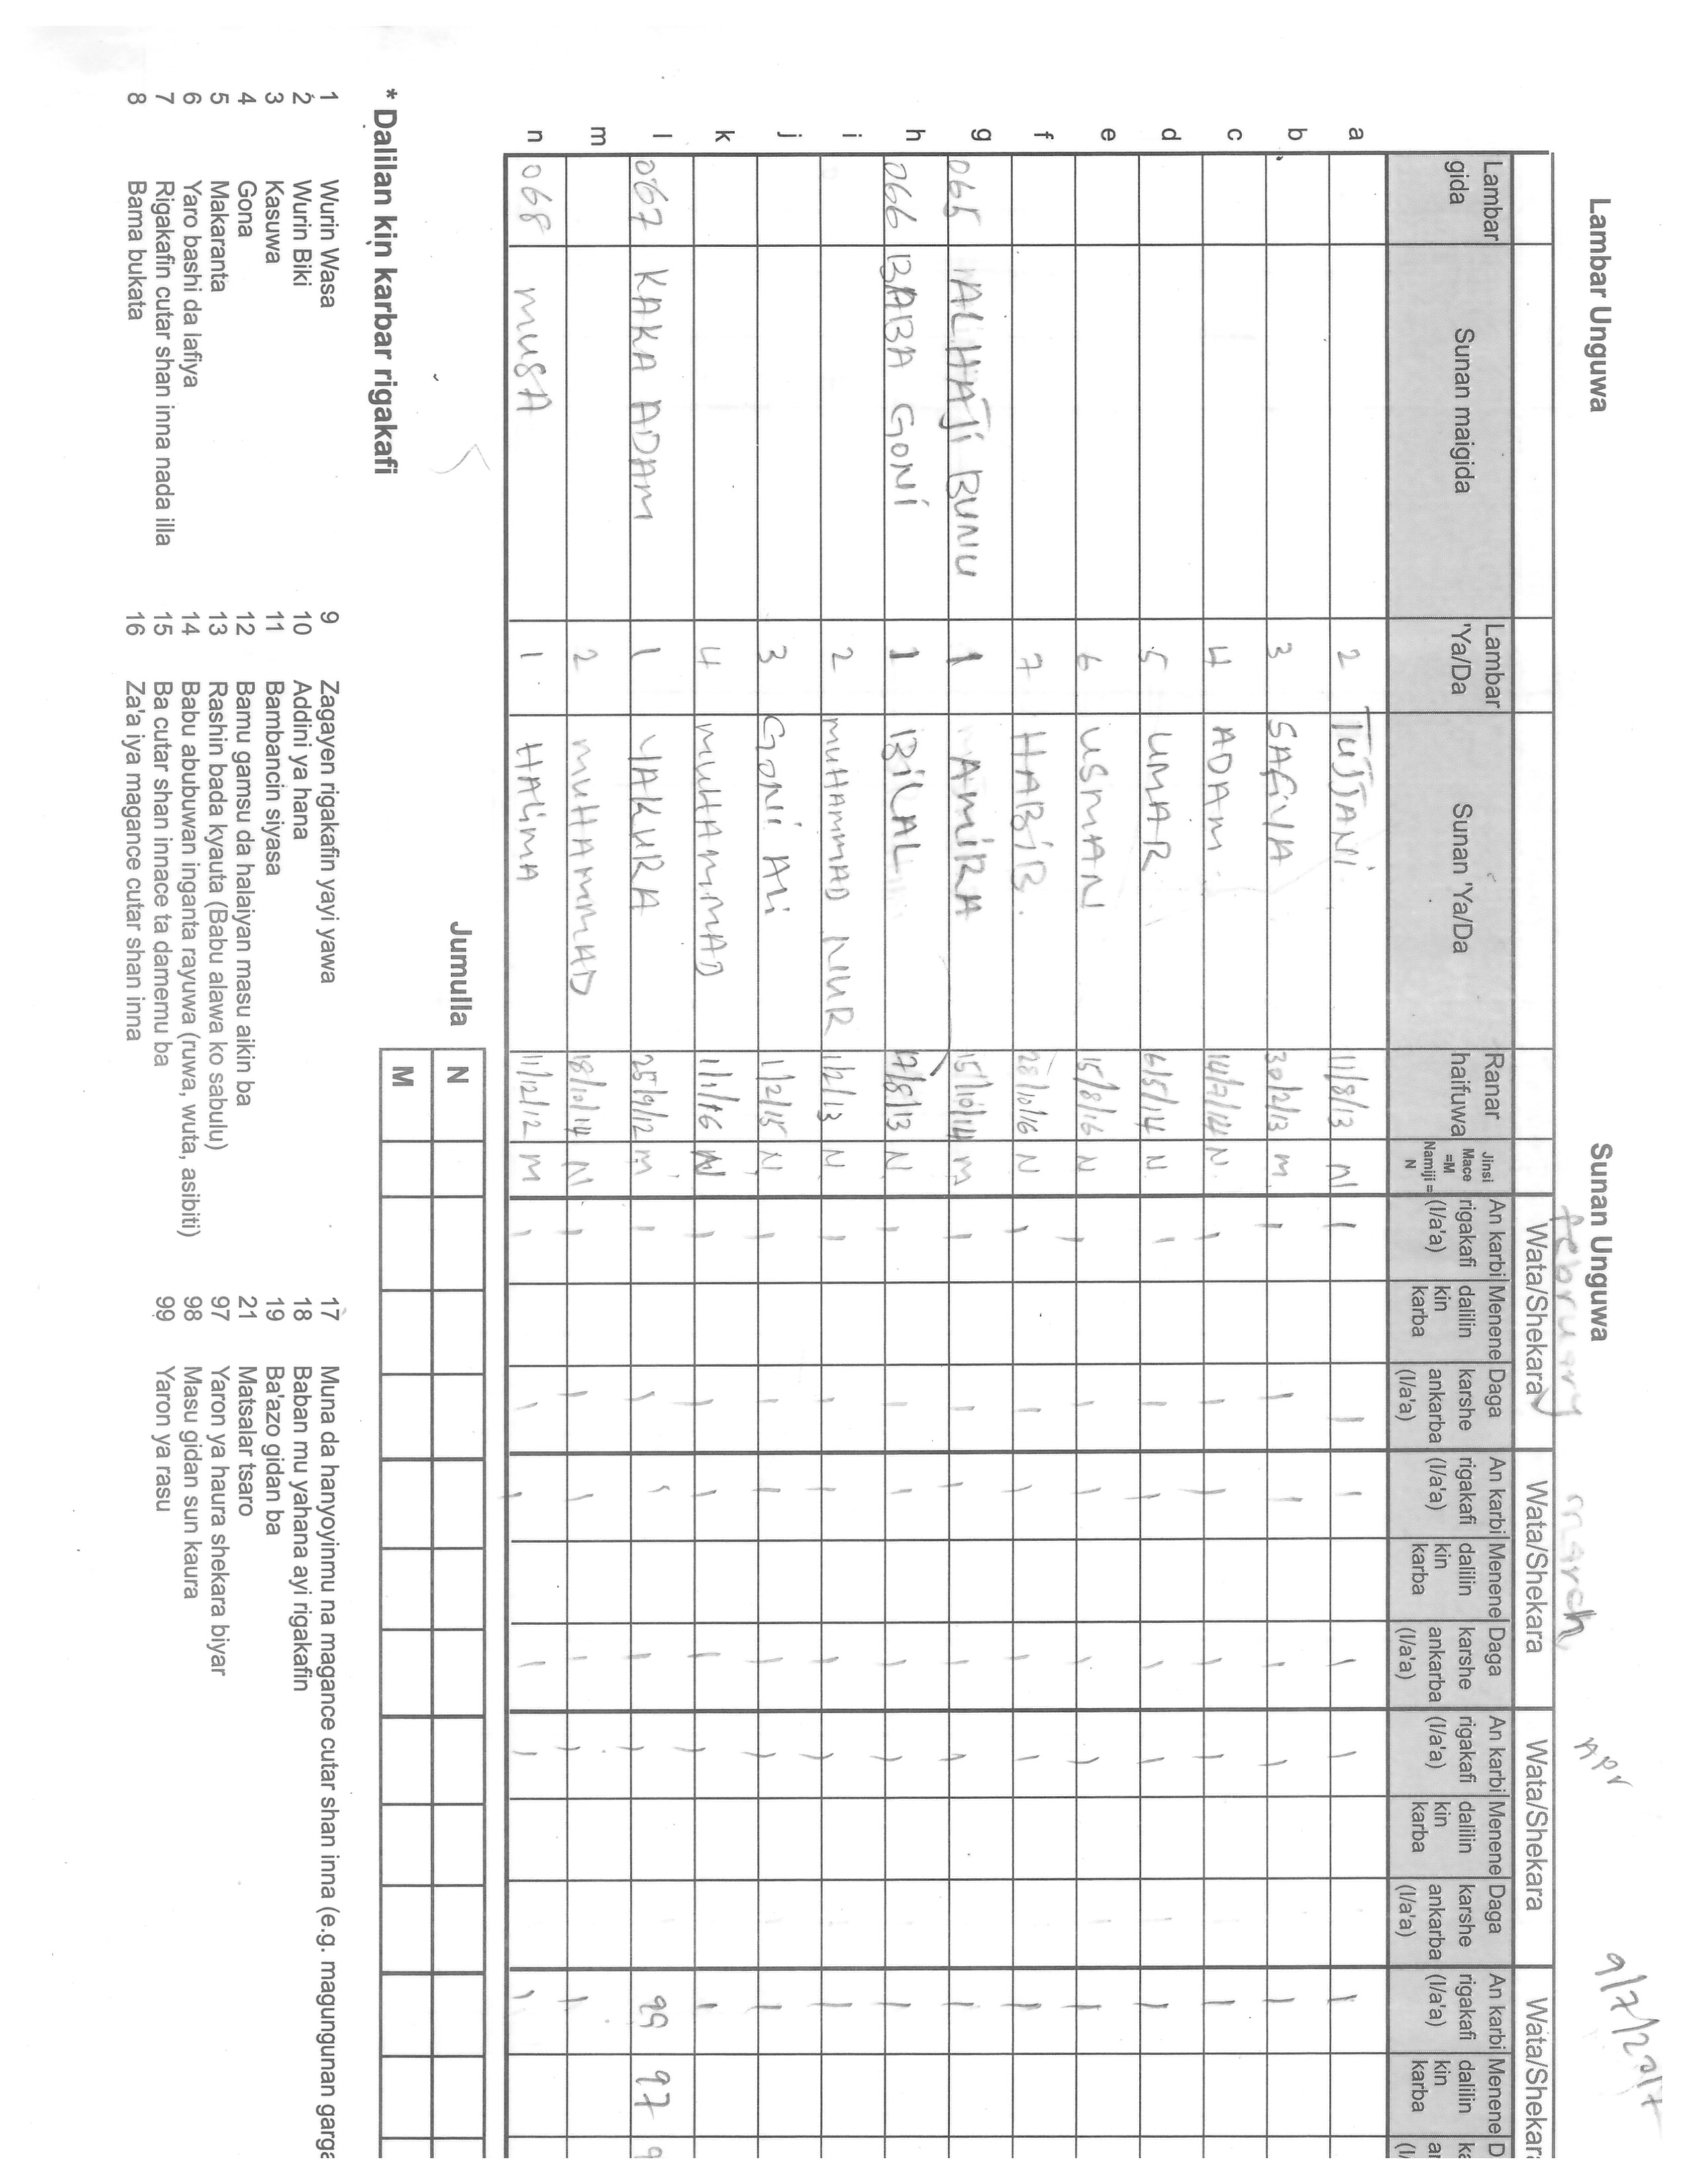 Lambar Unguwa Sunan Unguwa 9/7/2017
february march Apr
Wata/Shekara Wata/Shekara Wata/Shekara Wata/Shekara
Lambar gida Sunan maigida Lambar 'Ya/Da Sunan 'Ya/Da Ranar haifuwa Jinsi Mace =M Namiji = N An karbi rigakafi (I/a'a) Menene dalilin kin karba Daga karshe ankarba (I/a'a) An karbi rigakafi (I/a'a) Menene dalilin kin karba Daga karshe ankarba (I/a'a) An karbi rigakafi (I/a'a) Menene dalilin kin karba Daga karshe ankarba (I/a'a) An karbi rigakafi (I/a'a) Menene dalilin kin karba
a 2 TUJJANI 11/8/13 N I I I I I I
b 3 SAFIYA 30/2/13 M I I I I I I
c 4 ADAM 14/7/14 N I I I I I I
d 5 UMAR 6/5/14 N I I I I I I
e 6 USMAN 15/8/16 N I I I I I I
f 7 HABIB 28/10/16 N I I I I I I
g 065 ALHAJI BUNU 1 AMIRA 15/10/14 M I I I I I I
h 066 BABA GONI 1 BILAL 17/8/13 N I I I I I I
i 2 MUHAMMAD NUR 1/2/13 N I I I I I I
j 3 GONI ALI 1/2/15 N I I I I I I
k 4 MUHAMMAD 1/1/16 N I I I I I I
l 067 KAKA ADAM 1 YAKURA 25/9/12 M I I I I I 99 97 9
m 2 MUHAMMAD 18/10/14 N I I I I I I
n 068 MUSA 1 HALIMA 11/12/12 M I I I I I I
Jumulla N
M
* Dalilan kin karbar rigakafi
1 Wurin Wasa 9 Zagayen rigakafin yayi yawa 17 Muna da hanyoyinmu na magance cutar shan inna (e.g. magungunan garga
2 Wurin Biki 10 Addini ya hana 18 Baban mu yahana ayi rigakafin
3 Kasuwa 11 Bambancin siyasa 19 Ba'azo gidan ba
4 Gona 12 Bamu gamsu da halaiyan masu aikin ba 21 Matsalar tsaro
5 Makaranta 13 Rashin bada kyauta (Babu alawa ko sabulu) 97 Yaron ya haura shekara biyar
6 Yaro bashi da lafiya 14 Babu abubuwan inganta rayuwa (ruwa, wuta, asibiti) 98 Masu gidan sun kaura
7 Rigakafin cutar shan inna nada illa 15 Ba cutar shan innace ta damemu ba 99 Yaron ya rasu
8 Bama bukata 16 Za'a iya magance cutar shan inna